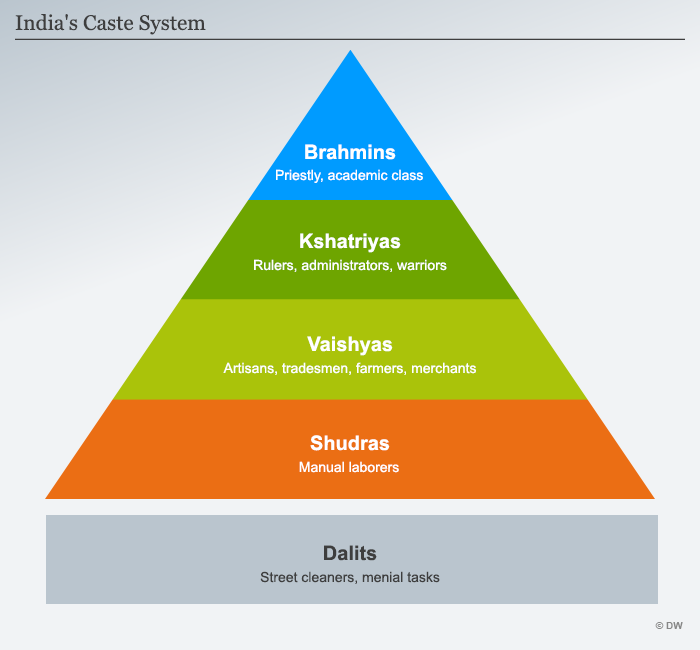 India's Caste System
Brahmins
Priestly, academic class
Kshatriyas
Rulers, administrators, warriors
Vaishyas
Artisans, tradesmen, farmers, merchants
Shudras
Manual laborers
Dalits
Street cleaners, menial tasks
© DW